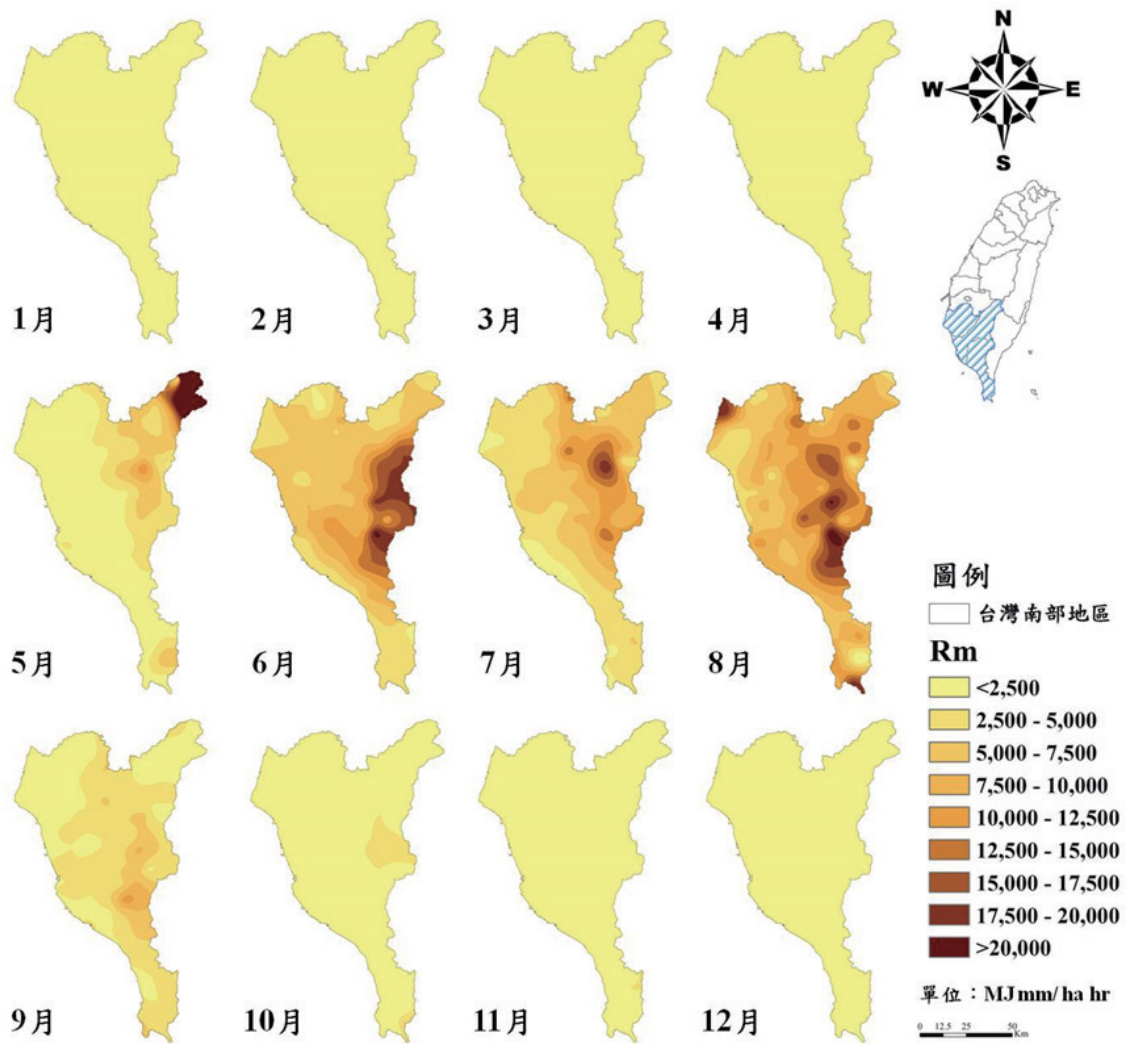 N
W E
S
1月 2月 3月 4月
5月 6月 7月 8月
9月 10月 11月 12月
圖例
台灣南部地區
Rm
<2,500
2,500 - 5,000
5,000 - 7,500
7,500 - 10,000
10,000 - 12,500
12,500 - 15,000
15,000 - 17,500
17,500 - 20,000
>20,000
單位：MJmm/ ha hr
0 12.5 25 50
Km